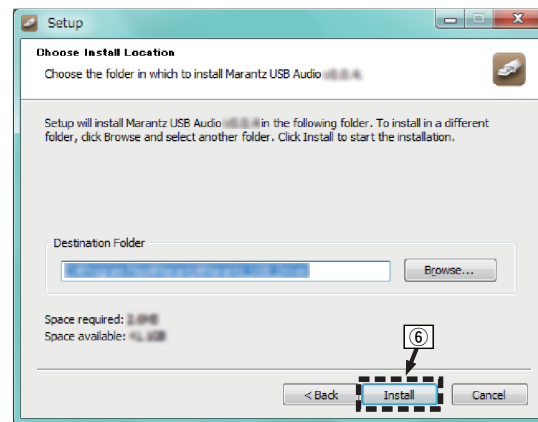 Setup
Choose Install Location
Choose the folder in which to install Marantz USB Audio
Setup will install Marantz USB Audio in the following folder. To install in a different
folder, click Browse and select another folder. Click Install to start the installation.
Destination Folder
Browse...
Space required:
Space available:
⑥
< Back Install Cancel